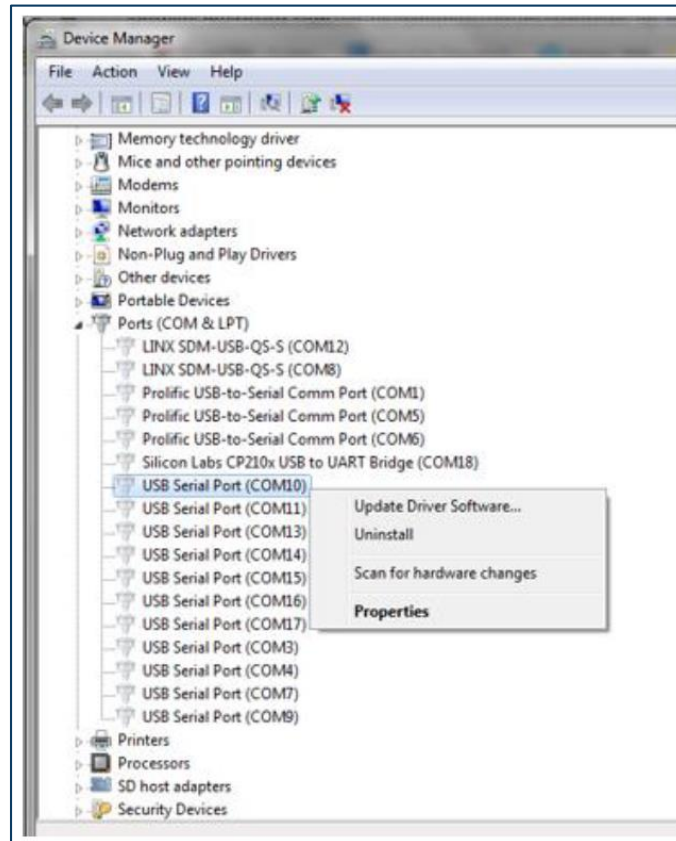 Device Manager
File Action View Help
Memory technology driver
Mice and other pointing devices
Modems
Monitors
Network adapters
Non-Plug and Play Drivers
Other devices
Portable Devices
Ports (COM & LPT)
LINX SDM-USB-QS-S (COM12)
LINX SDM-USB-QS-S (COM8)
Prolific USB-to-Serial Comm Port (COM1)
Prolific USB-to-Serial Comm Port (COM5)
Prolific USB-to-Serial Comm Port (COM6)
Silicon Labs CP210x USB to UART Bridge (COM18)
USB Serial Port (COM10)
USB Serial Port (COM11)
USB Serial Port (COM13)
USB Serial Port (COM14)
USB Serial Port (COM15)
USB Serial Port (COM16)
USB Serial Port (COM17)
USB Serial Port (COM3)
USB Serial Port (COM4)
USB Serial Port (COM7)
USB Serial Port (COM9)
Printers
Processors
SD host adapters
Security Devices
Update Driver Software...
Uninstall
Scan for hardware changes
Properties